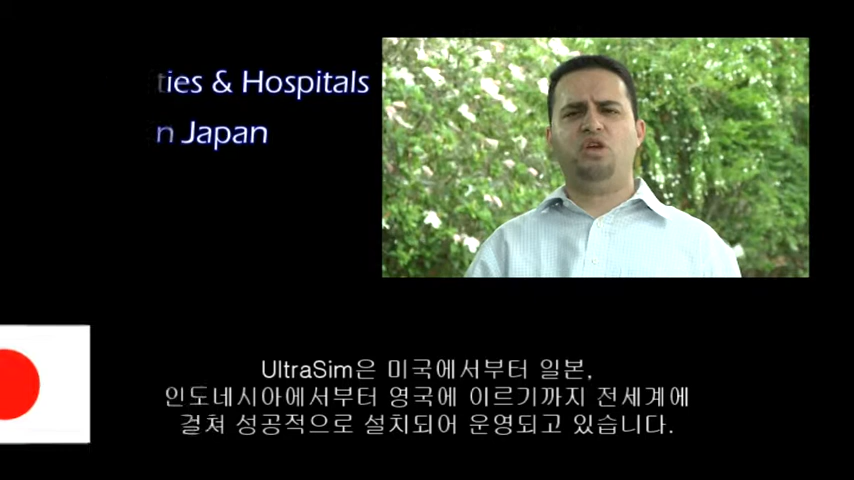 ties & Hospitals
n Japan
UltraSim은 미국에서부터 일본,
인도네시아에서부터 영국에 이르기까지 전세계에
걸쳐 성공적으로 설치되어 운영되고 있습니다.